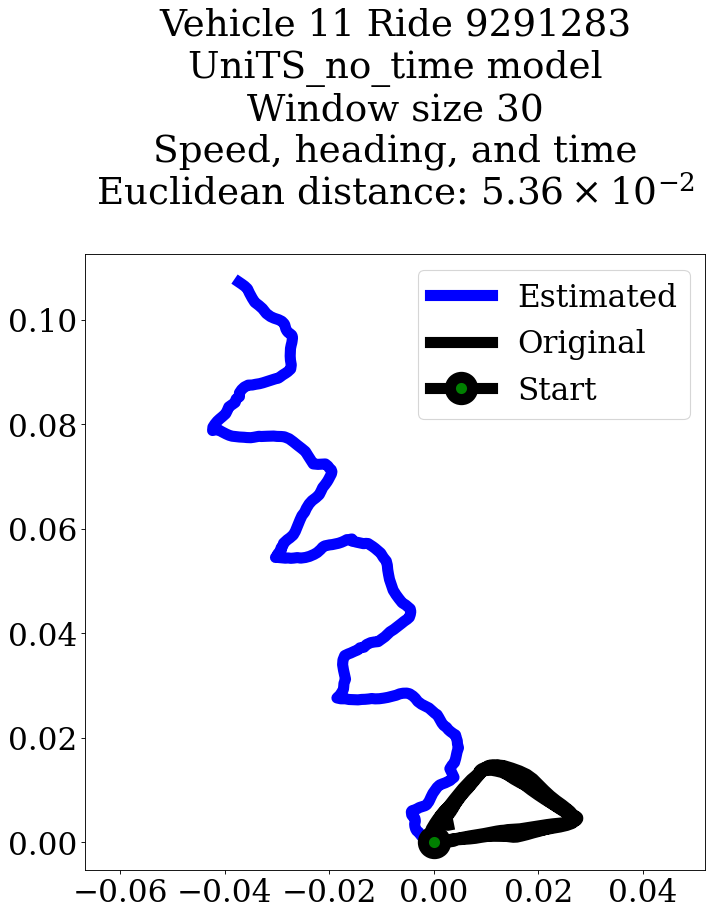 Vehicle 11 Ride 9291283
UniTS_no_time model
Window size 30
Speed, heading, and time
Euclidean distance: 5.36 × 10⁻²
Estimated
Original
Start
0.10
0.08
0.06
0.04
0.02
0.00
−0.06 −0.04 −0.02 0.00 0.02 0.04